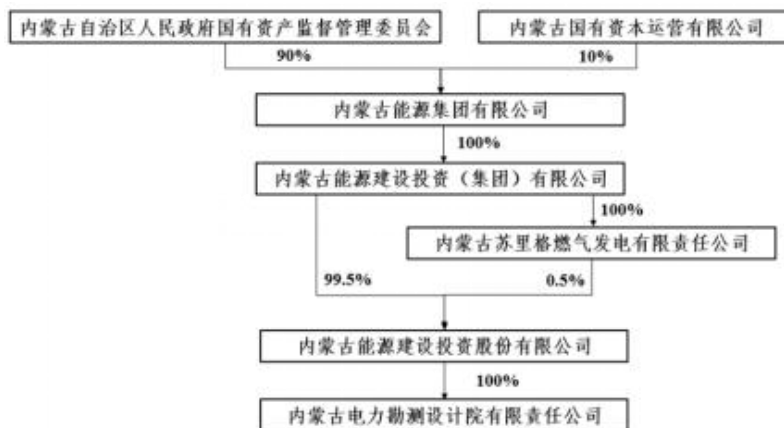 内蒙古自治区人民政府国有资产监督管理委员会
内蒙古国有资本运营有限公司
90%
10%
内蒙古能源集团有限公司
100%
内蒙古能源建设投资（集团）有限公司
100%
内蒙古苏里格燃气发电有限责任公司
99.5%
0.5%
内蒙古能源建设投资股份有限公司
100%
内蒙古电力勘测设计院有限责任公司